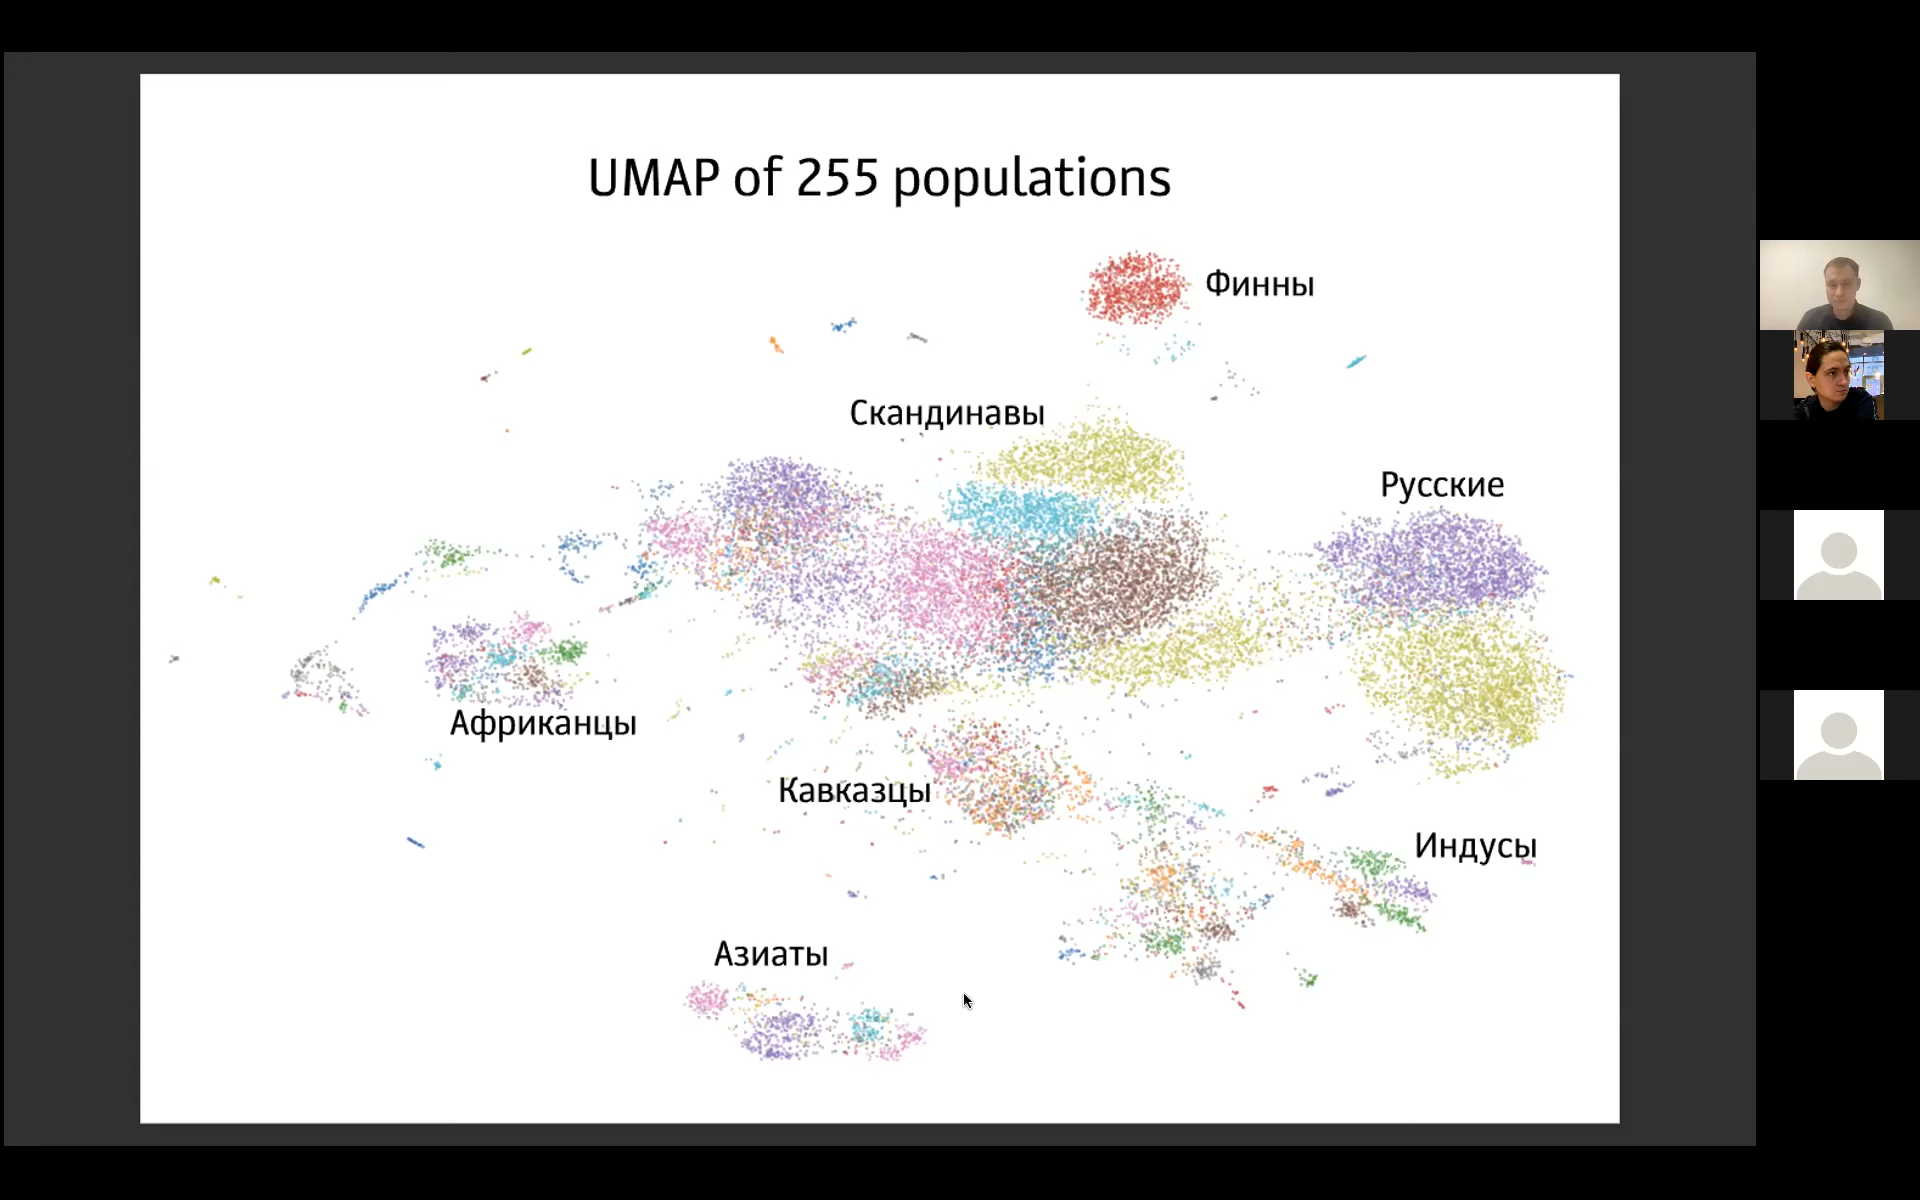 UMAP of 255 populations
Финны
Скандинавы
Русские
Африканцы
Кавказцы
Индусы
Азиаты